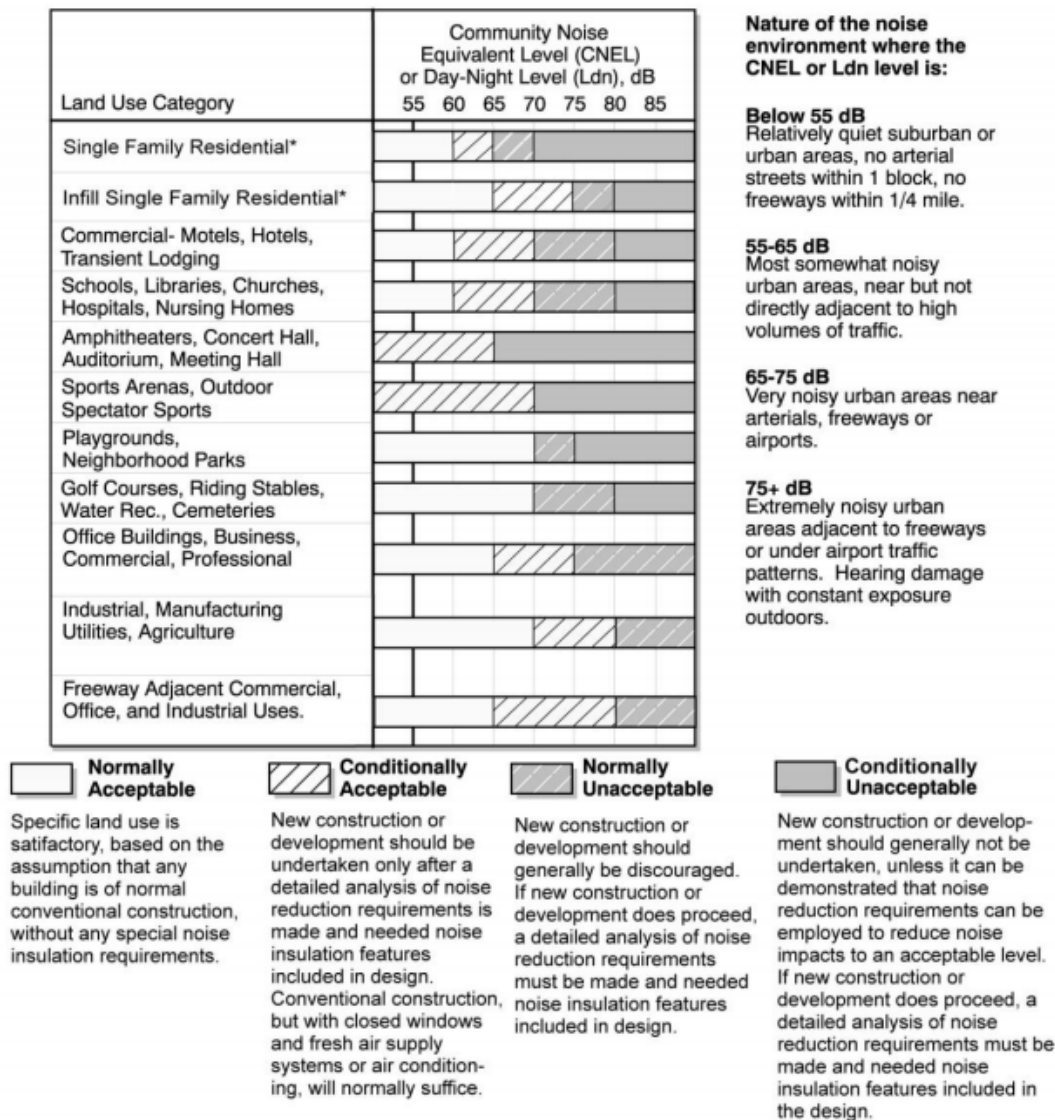 Community Noise
Equivalent Level (CNEL)
or Day-Night Level (Ldn), dB
Land Use Category
55 60 65 70 75 80 85
Single Family Residential*
Infill Single Family Residential*
Commercial- Motels, Hotels,
Transient Lodging
Schools, Libraries, Churches,
Hospitals, Nursing Homes
Amphitheaters, Concert Hall,
Auditorium, Meeting Hall
Sports Arenas, Outdoor
Spectator Sports
Playgrounds,
Neighborhood Parks
Golf Courses, Riding Stables,
Water Rec., Cemeteries
Office Buildings, Business,
Commercial, Professional
Industrial, Manufacturing
Utilities, Agriculture
Freeway Adjacent Commercial,
Office, and Industrial Uses.
Nature of the noise
environment where the
CNEL or Ldn level is:
Below 55 dB
Relatively quiet suburban or
urban areas, no arterial
streets within 1 block, no
freeways within 1/4 mile.
55-65 dB
Most somewhat noisy
urban areas, near but not
directly adjacent to high
volumes of traffic.
65-75 dB
Very noisy urban areas near
arterials, freeways or
airports.
75+ dB
Extremely noisy urban
areas adjacent to freeways
or under airport traffic
patterns. Hearing damage
with constant exposure
outdoors.
Normally
Acceptable
Specific land use is
satifactory, based on the
assumption that any
building is of normal
conventional construction,
without any special noise
insulation requirements.
Conditionally
Acceptable
New construction or
development should be
undertaken only after a
detailed analysis of noise
reduction requirements is
made and needed noise
insulation features
included in design.
Conventional construction,
but with closed windows
and fresh air supply
systems or air condition-
ing, will normally suffice.
Normally
Unacceptable
New construction or
development should
generally be discouraged.
If new construction or
development does proceed,
a detailed analysis of noise
reduction requirements
must be made and needed
noise insulation features
included in design.
Conditionally
Unacceptable
New construction or develop-
ment should generally not be
undertaken, unless it can be
demonstrated that noise
reduction requirements can be
employed to reduce noise
impacts to an acceptable level.
If new construction or
development does proceed, a
detailed analysis of noise
reduction requirements must be
made and needed noise
insulation features included in
the design.